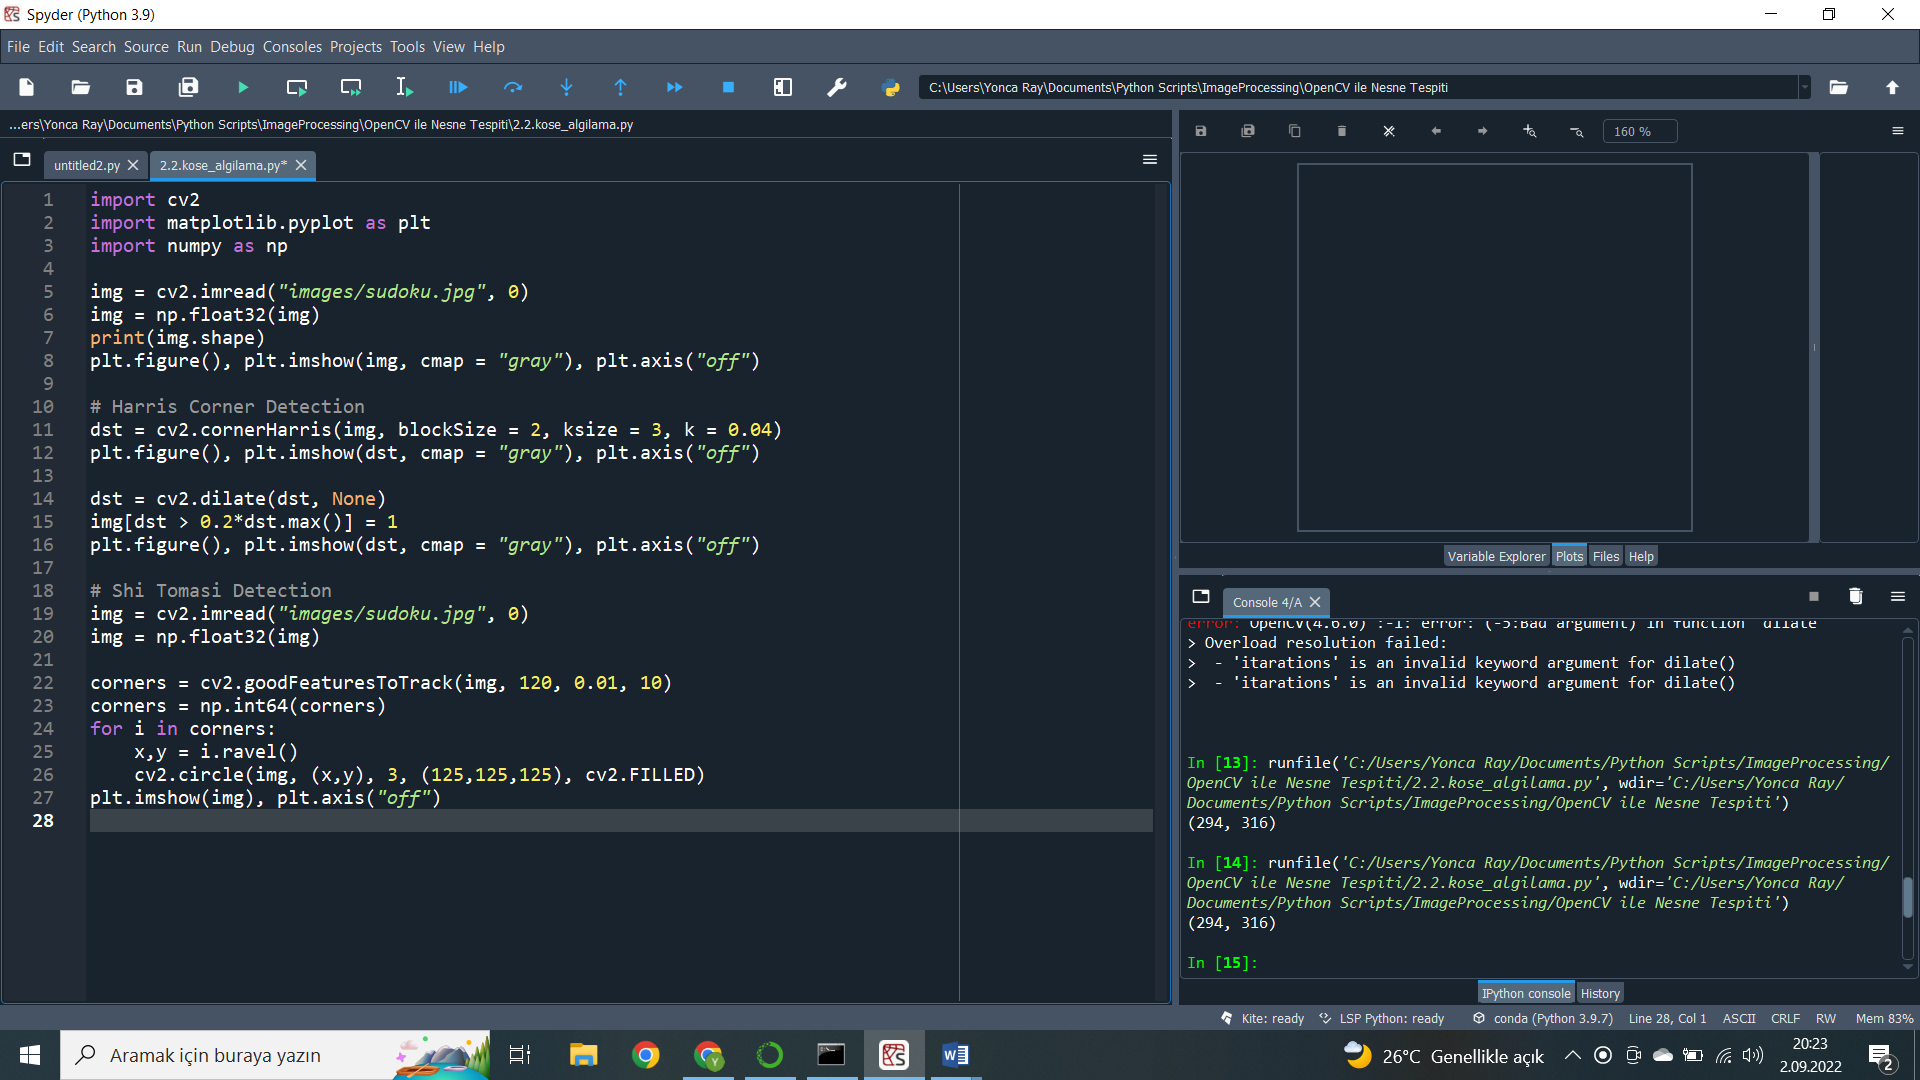 Spyder (Python 3.9)
File Edit Search Source Run Debug Consoles Projects Tools View Help
C:\Users\Yonca Ray\Documents\Python Scripts\ImageProcessing\OpenCV ile Nesne Tespiti
...ers\Yonca Ray\Documents\Python Scripts\ImageProcessing\OpenCV ile Nesne Tespiti\2.2.kose_algilama.py
untitled2.py 2.2.kose_algilama.py*
1 import cv2
2 import matplotlib.pyplot as plt
3 import numpy as np
4
5 img = cv2.imread("images/sudoku.jpg", 0)
6 img = np.float32(img)
7 print(img.shape)
8 plt.figure(), plt.imshow(img, cmap = "gray"), plt.axis("off")
9
10 # Harris Corner Detection
11 dst = cv2.cornerHarris(img, blockSize = 2, ksize = 3, k = 0.04)
12 plt.figure(), plt.imshow(dst, cmap = "gray"), plt.axis("off")
13
14 dst = cv2.dilate(dst, None)
15 img[dst > 0.2*dst.max()] = 1
16 plt.figure(), plt.imshow(dst, cmap = "gray"), plt.axis("off")
17
18 # Shi Tomasi Detection
19 img = cv2.imread("images/sudoku.jpg", 0)
20 img = np.float32(img)
21
22 corners = cv2.goodFeaturesToTrack(img, 120, 0.01, 10)
23 corners = np.int64(corners)
24 for i in corners:
25     x,y = i.ravel()
26     cv2.circle(img, (x,y), 3, (125,125,125), cv2.FILLED)
27 plt.imshow(img), plt.axis("off")
28
160 %
Variable Explorer Plots Files Help
Console 4/A
error: OpenCV(4.6.0) :-1: error: (-5:Bad argument) in function 'dilate'
> Overload resolution failed:
>  - 'itarations' is an invalid keyword argument for dilate()
>  - 'itarations' is an invalid keyword argument for dilate()
In [13]: runfile('C:/Users/Yonca Ray/Documents/Python Scripts/ImageProcessing/
OpenCV ile Nesne Tespiti/2.2.kose_algilama.py', wdir='C:/Users/Yonca Ray/
Documents/Python Scripts/ImageProcessing/OpenCV ile Nesne Tespiti')
(294, 316)
In [14]: runfile('C:/Users/Yonca Ray/Documents/Python Scripts/ImageProcessing/
OpenCV ile Nesne Tespiti/2.2.kose_algilama.py', wdir='C:/Users/Yonca Ray/
Documents/Python Scripts/ImageProcessing/OpenCV ile Nesne Tespiti')
(294, 316)
In [15]:
IPython console History
Kite: ready LSP Python: ready conda (Python 3.9.7) Line 28, Col 1 ASCII CRLF RW Mem 83%
Aramak için buraya yazın
26°C Genellikle açık
20:23
2.09.2022
2